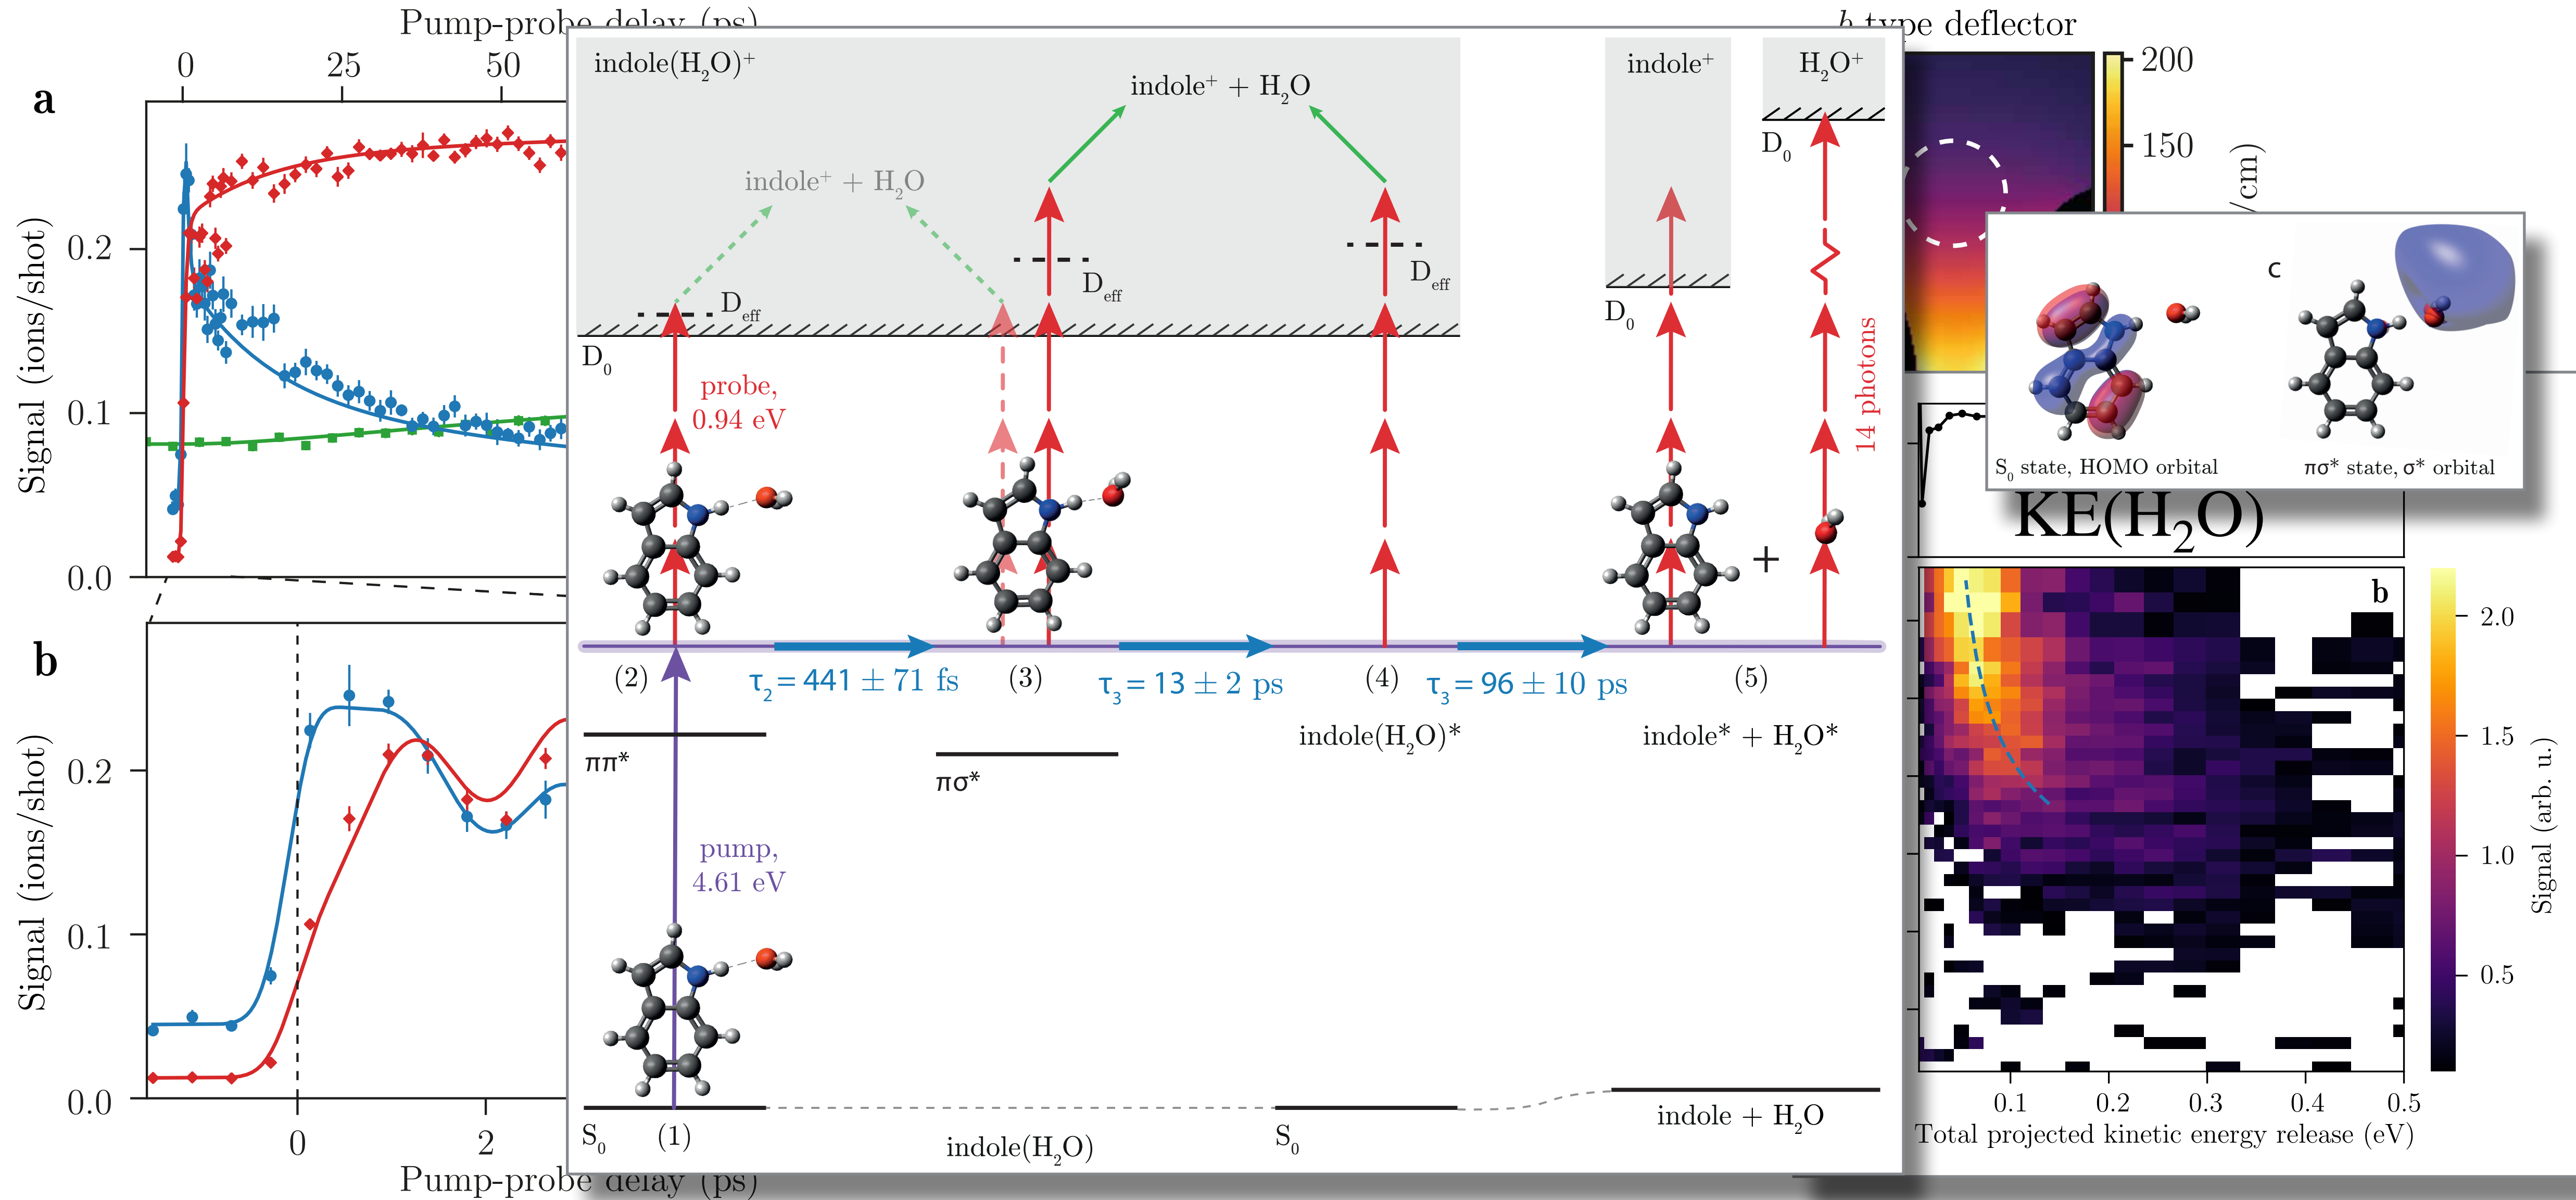 Pump-probe delay (ps)
0 25 50
a
Signal (ions/shot)
0.2
0.1
0.0
b
Signal (ions/shot)
0.2
0.1
0.0
0 2
Pump-probe delay (ps)
indole(H₂O)⁺
indole⁺ + H₂O
indole⁺ + H₂O
D_eff
D_eff
D_eff
D₀
probe,
0.94 eV
indole⁺
D₀
H₂O⁺
D₀
14 photons
+
(2)
τ₂ = 441 ± 71 fs
(3)
τ₃ = 13 ± 2 ps
(4)
τ₃ = 96 ± 10 ps
(5)
ππ*
πσ*
indole(H₂O)*
indole* + H₂O*
pump,
4.61 eV
S₀ (1)
indole(H₂O)
S₀
indole + H₂O
type deflector
200
150
/cm)
c
S₀ state, HOMO orbital
πσ* state, σ* orbital
KE(H₂O)
b
2.0
1.5
1.0
0.5
Signal (arb. u.)
0.1 0.2 0.3 0.4 0.5
Total projected kinetic energy release (eV)